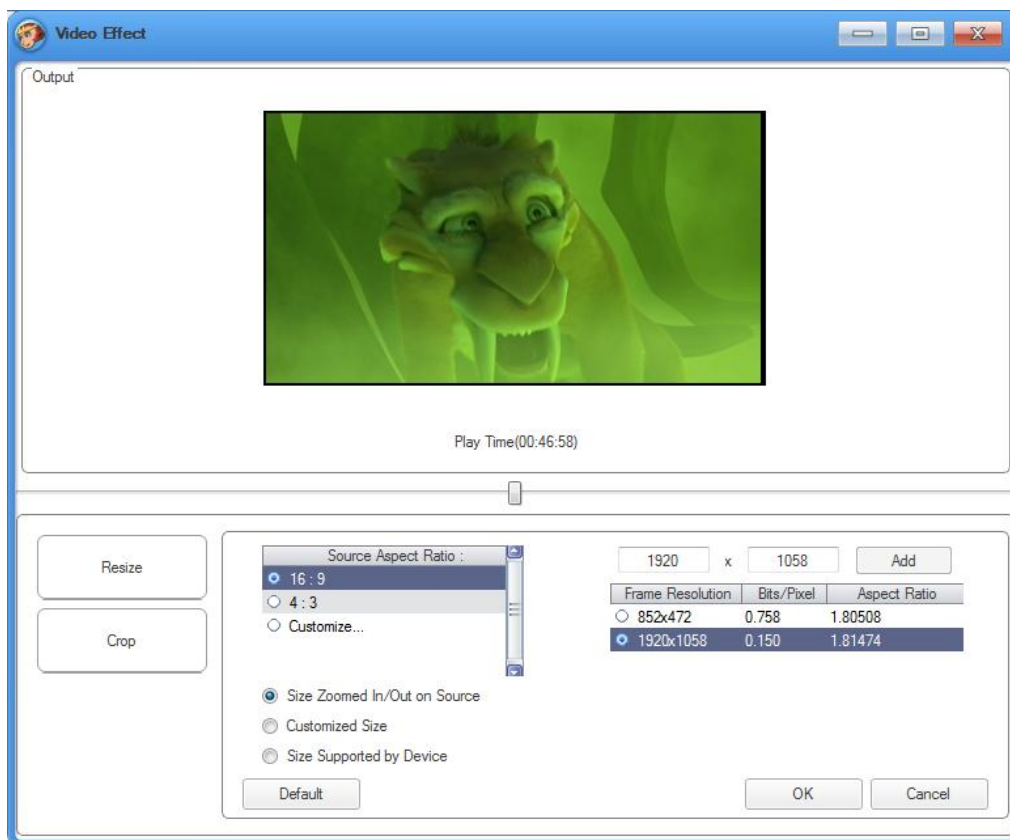 Video Effect
Output
Play Time(00:46:58)
Resize
Crop
Source Aspect Ratio :
16 : 9
4 : 3
Customize...
Size Zoomed In/Out on Source
Customized Size
Size Supported by Device
Default
1920 x 1058 Add
Frame Resolution Bits/Pixel Aspect Ratio
852x472 0.758 1.80508
1920x1058 0.150 1.81474
OK Cancel